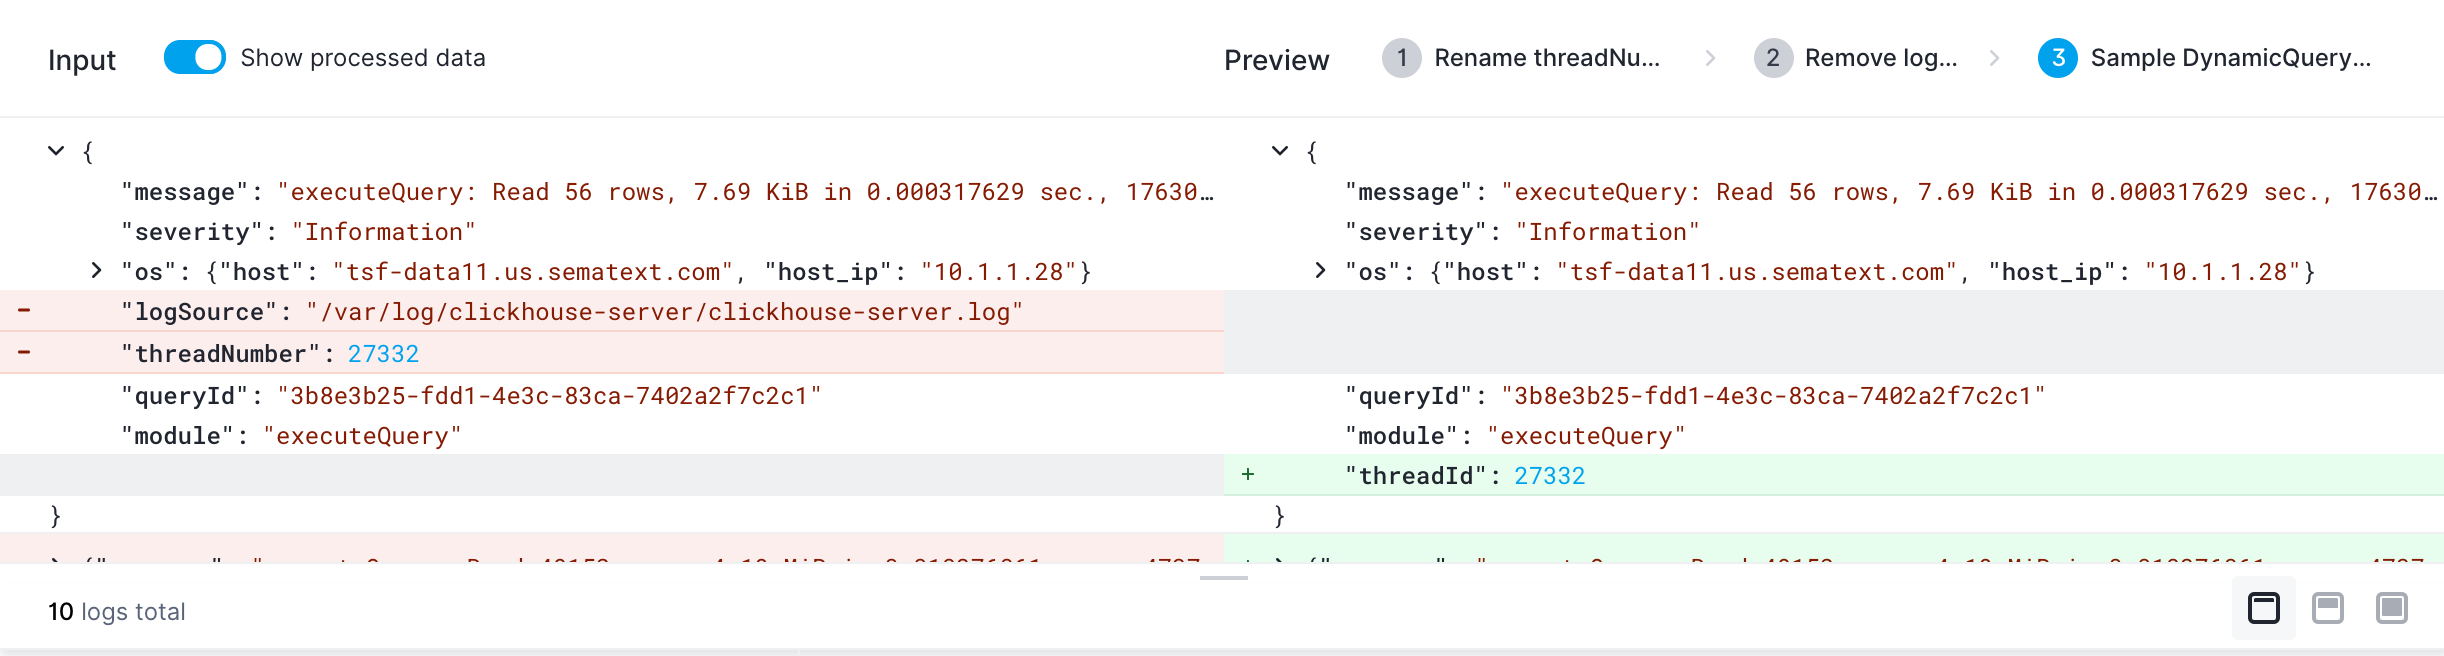 Input Show processed data Preview 1 Rename threadNu... 2 Remove log... 3 Sample DynamicQuery...
{
"message": "executeQuery: Read 56 rows, 7.69 KiB in 0.000317629 sec., 17630…
"severity": "Information"
"os": {"host": "tsf-data11.us.sematext.com", "host_ip": "10.1.1.28"}
- "logSource": "/var/log/clickhouse-server/clickhouse-server.log"
- "threadNumber": 27332
"queryId": "3b8e3b25-fdd1-4e3c-83ca-7402a2f7c2c1"
"module": "executeQuery"
}
{
"message": "executeQuery: Read 56 rows, 7.69 KiB in 0.000317629 sec., 17630…
"severity": "Information"
"os": {"host": "tsf-data11.us.sematext.com", "host_ip": "10.1.1.28"}
"queryId": "3b8e3b25-fdd1-4e3c-83ca-7402a2f7c2c1"
"module": "executeQuery"
+ "threadId": 27332
}
10 logs total